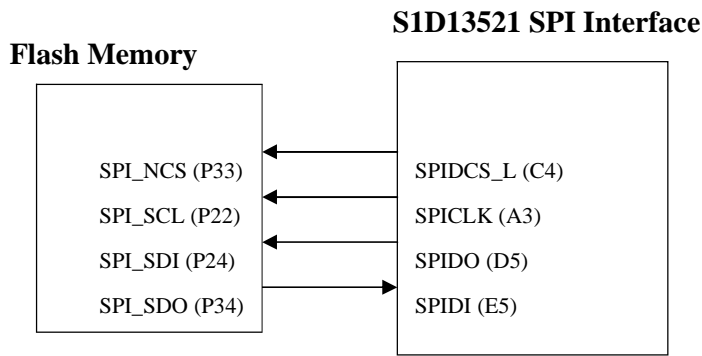 S1D13521 SPI Interface
Flash Memory
SPI_NCS (P33)
SPIDCS_L (C4)
SPI_SCL (P22)
SPICLK (A3)
SPI_SDI (P24)
SPIDO (D5)
SPI_SDO (P34)
SPIDI (E5)